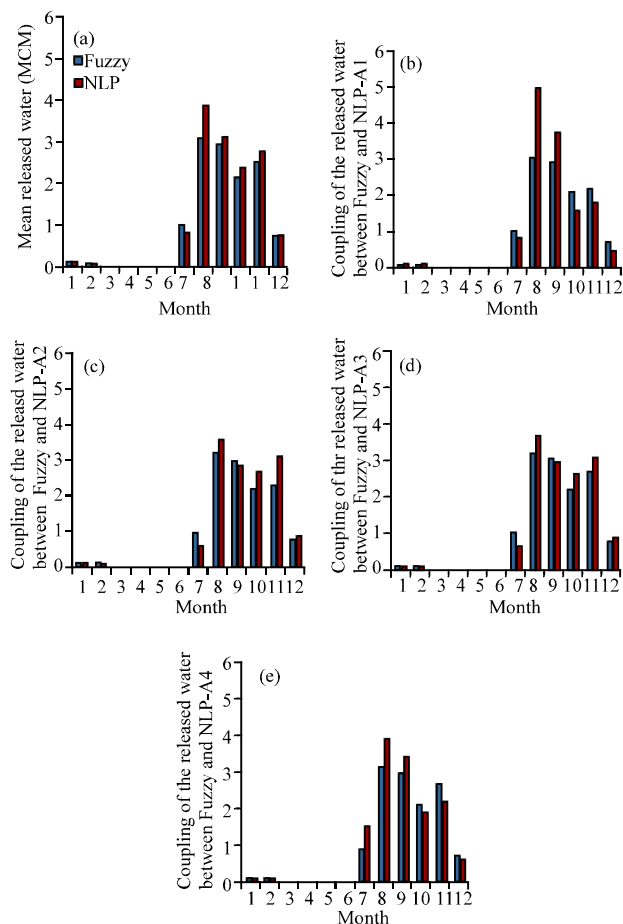 (a)
Fuzzy
NLP
Mean released water (MCM)
6
5
4
3
2
1
0
1 2 3 4 5 6 7 8 9 1 1 12
Month
(b)
Coupling of the released water
between Fuzzy and NLP-A1
6
5
4
3
2
1
0
1 2 3 4 5 6 7 8 9 10 11 12
Month
(c)
Coupling of the releasd water
between Fuzzy and NLP-A2
6
5
4
3
2
1
0
1 2 3 4 5 6 7 8 9 10 11 12
Month
(d)
Coupling of thr released water
between Fuzzy and NLP-A3
6
5
4
3
2
1
0
1 2 3 4 5 6 7 8 9 10 11 12
Month
(e)
Coupling of the released water
between Fuzzy and NLP-A4
6
5
4
3
2
1
0
1 2 3 4 5 6 7 8 9 10 11 12
Month